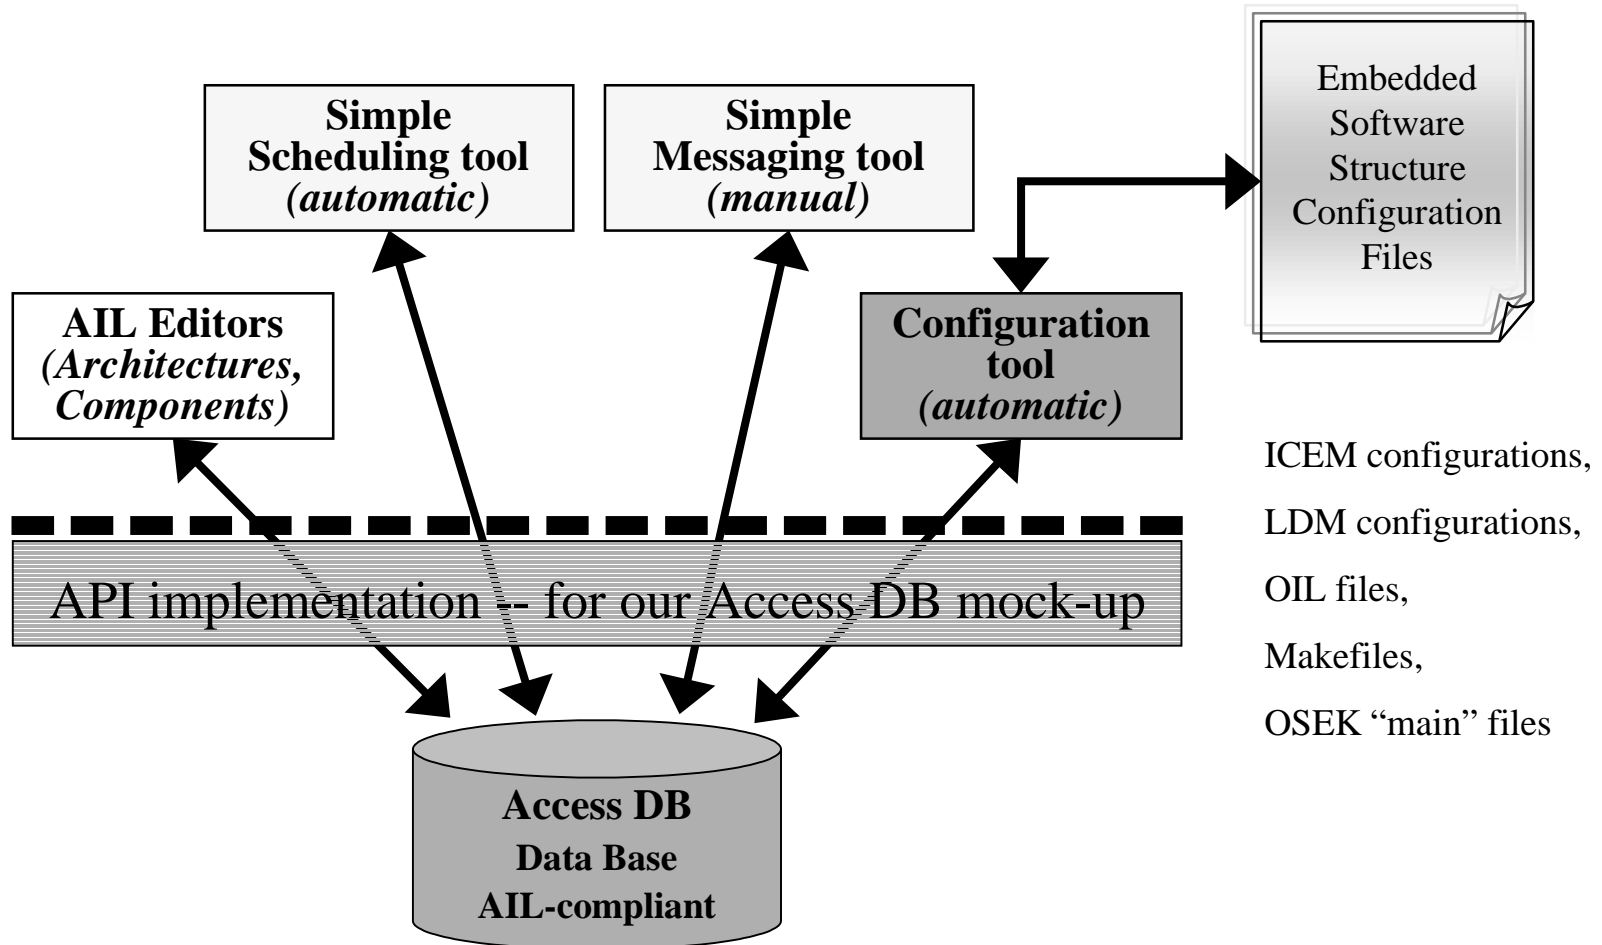 Simple
Scheduling tool
(automatic)
Simple
Messaging tool
(manual)
Embedded
Software
Structure
Configuration
Files
AIL Editors
(Architectures,
Components)
Configuration
tool
(automatic)
ICEM configurations,
LDM configurations,
OIL files,
Makefiles,
OSEK “main” files
API implementation -- for our Access DB mock-up
Access DB
Data Base
AIL-compliant